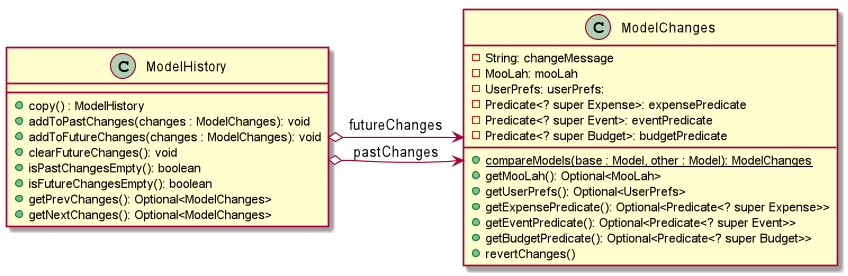 C ModelHistory
copy() : ModelHistory
addToPastChanges(changes : ModelChanges): void
addToFutureChanges(changes : ModelChanges): void
clearFutureChanges(): void
isPastChangesEmpty(): boolean
isFutureChangesEmpty(): boolean
getPrevChanges(): Optional<ModelChanges>
getNextChanges(): Optional<ModelChanges>
futureChanges
pastChanges
C ModelChanges
String: changeMessage
MooLah: mooLah
UserPrefs: userPrefs:
Predicate<? super Expense>: expensePredicate
Predicate<? super Event>: eventPredicate
Predicate<? super Budget>: budgetPredicate
compareModels(base : Model, other : Model): ModelChanges
getMooLah(): Optional<MooLah>
getUserPrefs(): Optional<UserPrefs>
getExpensePredicate(): Optional<Predicate<? super Expense>>
getEventPredicate(): Optional<Predicate<? super Event>>
getBudgetPredicate(): Optional<Predicate<? super Budget>>
revertChanges()